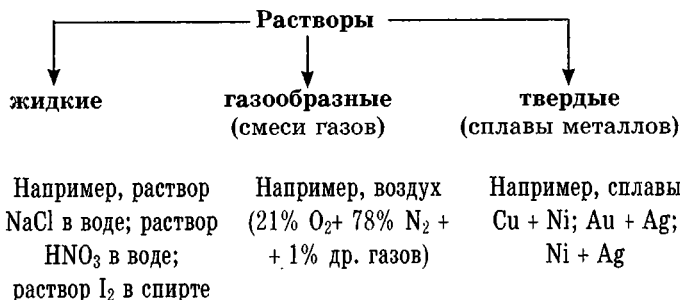 Растворы
жидкие
газообразные
(смеси газов)
твердые
(сплавы металлов)
Например, раствор
NaCl в воде; раствор
HNO₃ в воде;
раствор I₂ в спирте
Например, воздух
(21% O₂+ 78% N₂ +
+ 1% др. газов)
Например, сплавы
Cu + Ni; Au + Ag;
Ni + Ag